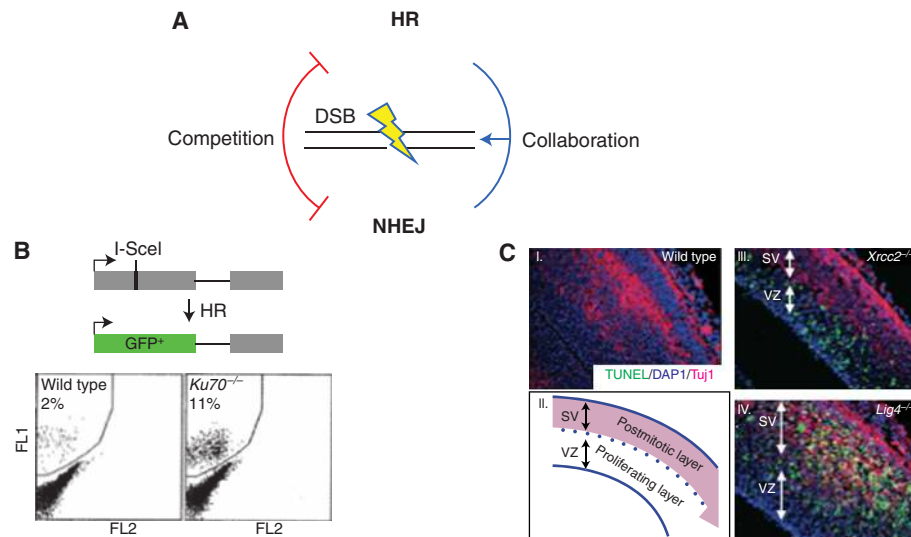 A
HR
DSB
Competition
Collaboration
NHEJ
B
I-SceI
HR
GFP+
Wild type
2%
Ku70–/–
11%
FL1
FL2
FL2
C
I.
Wild type
TUNEL/DAP1/Tuj1
II.
SV
VZ
Postmitotic layer
Proliferating layer
III.
Xrcc2–/–
SV
VZ
IV.
Lig4–/–
SV
VZ